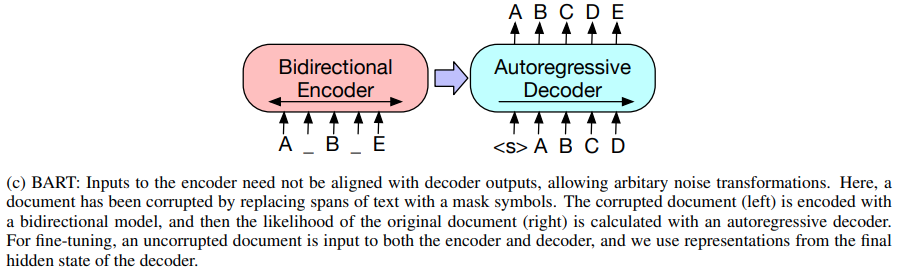 A B C D E
Bidirectional Autoregressive
Encoder Decoder
A _ B _ E <s> A B C D
(c) BART: Inputs to the encoder need not be aligned with decoder outputs, allowing arbitary noise transformations. Here, a
document has been corrupted by replacing spans of text with a mask symbols. The corrupted document (left) is encoded with
a bidirectional model, and then the likelihood of the original document (right) is calculated with an autoregressive decoder.
For fine-tuning, an uncorrupted document is input to both the encoder and decoder, and we use representations from the final
hidden state of the decoder.